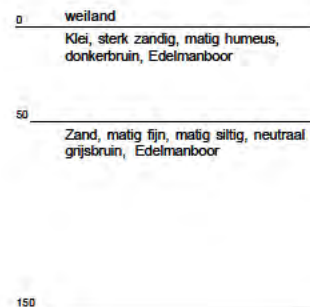 0 weiland
Klei, sterk zandig, matig humeus,
donkerbruin, Edelmanboor
50
Zand, matig fijn, matig siltig, neutraal
grijsbruin, Edelmanboor
150